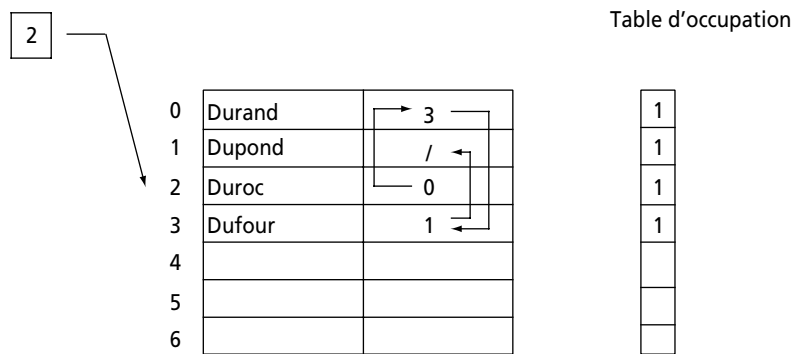 Table d'occupation
2
0 Durand 3 1
1 Dupond / 1
2 Duroc 0 1
3 Dufour 1 1
4
5
6